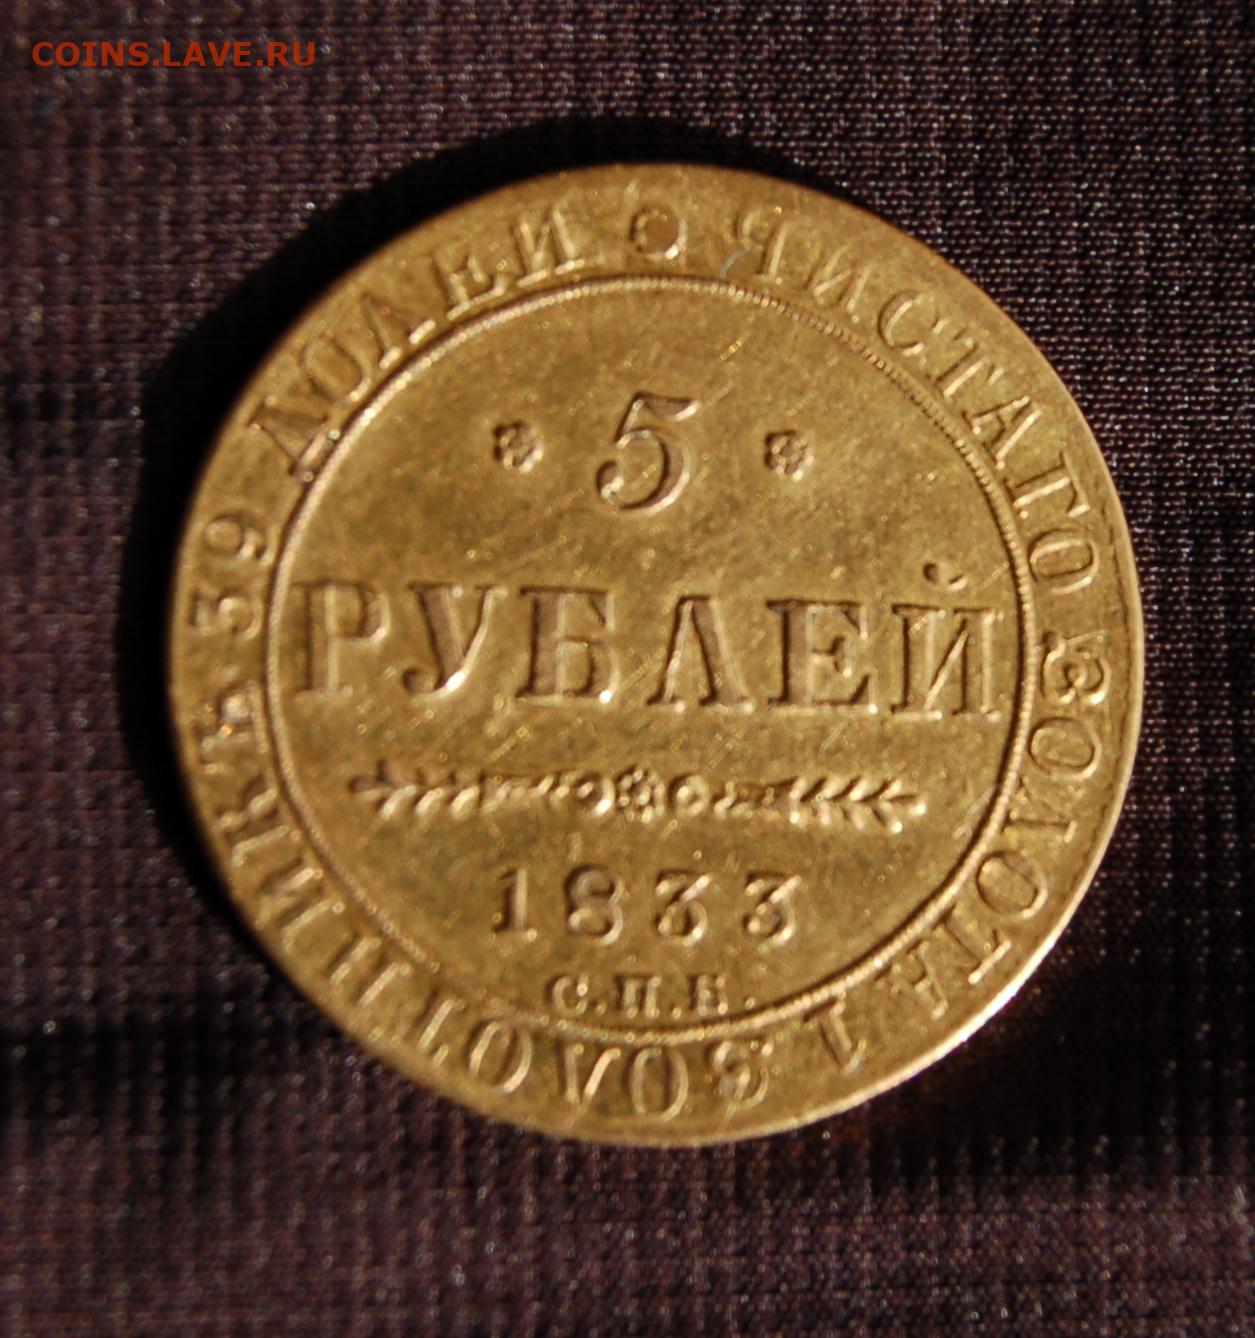 COINS.LAVE.RU
ЧИСТАГО ЗОЛОТА 1 ЗОЛОТНИКЪ 39 ДОЛЕЙ
5
РУБЛЕЙ
1833
С.П.Б.